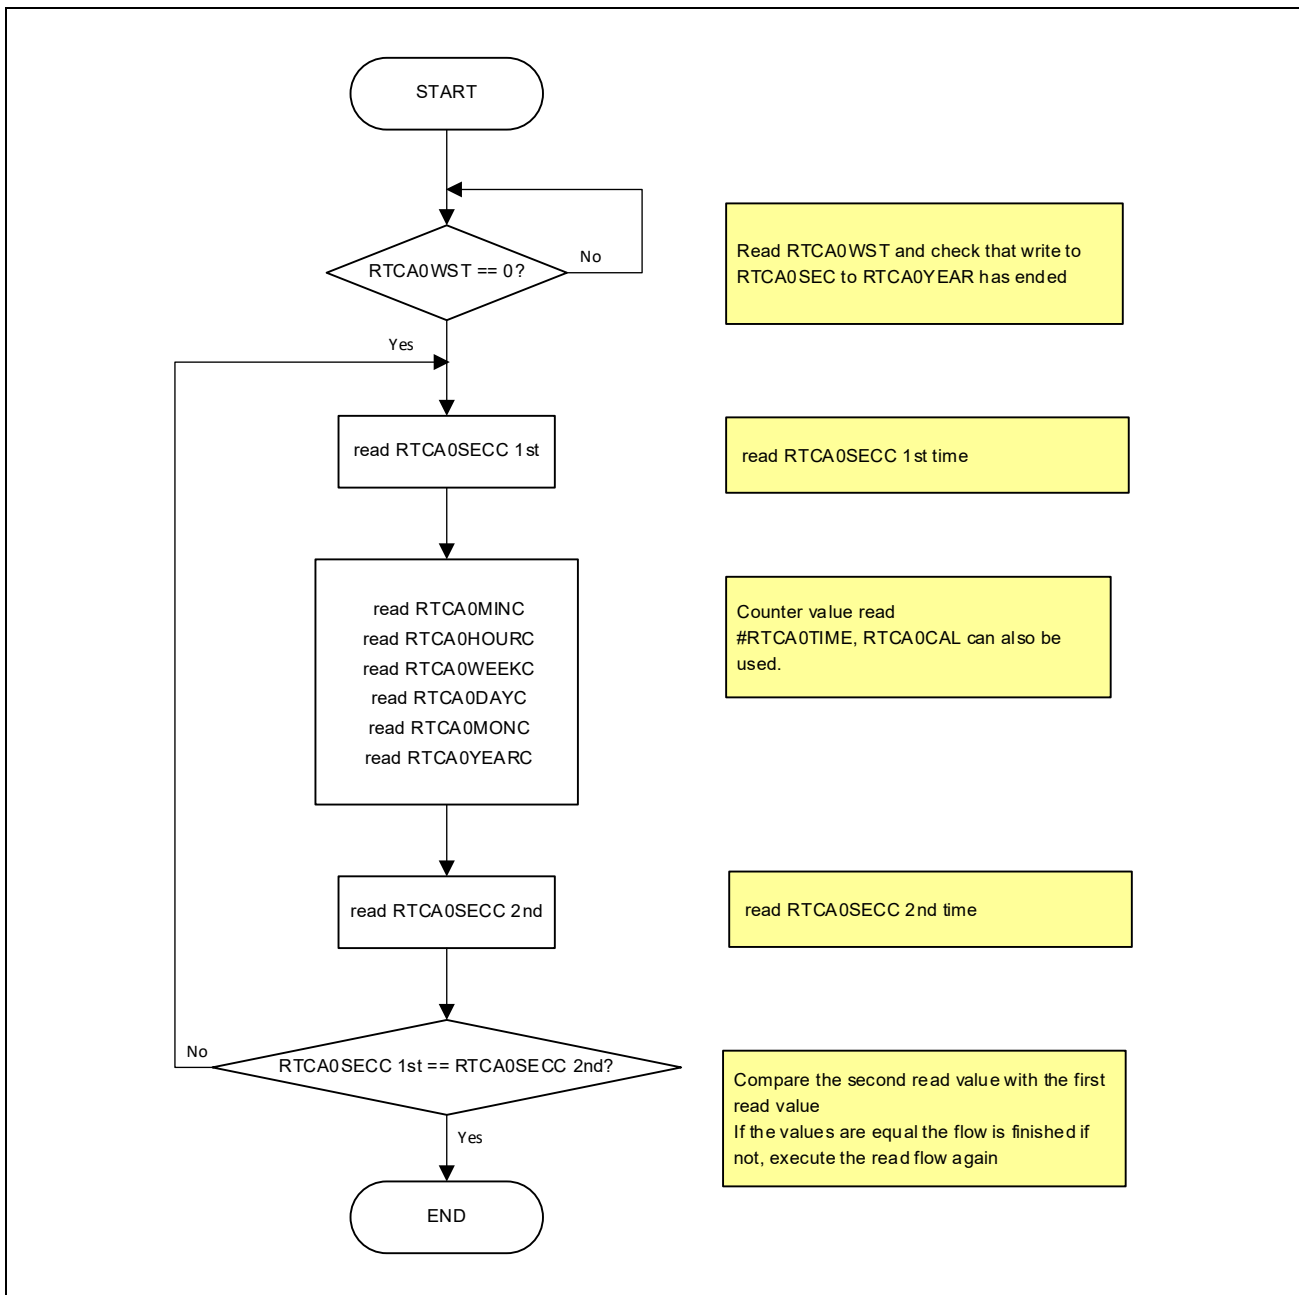 START
RTCA0WST == 0?
No
Read RTCA0WST and check that write to
RTCA0SEC to RTCA0YEAR has ended
Yes
read RTCA0SECC 1st
read RTCA0SECC 1st time
read RTCA0MINC
read RTCA0HOURC
read RTCA0WEEKC
read RTCA0DAYC
read RTCA0MONC
read RTCA0YEARC
Counter value read
#RTCA0TIME, RTCA0CAL can also be
used.
read RTCA0SECC 2nd
read RTCA0SECC 2nd time
No
RTCA0SECC 1st == RTCA0SECC 2nd?
Compare the second read value with the first
read value
If the values are equal the flow is finished if
not, execute the read flow again
Yes
END